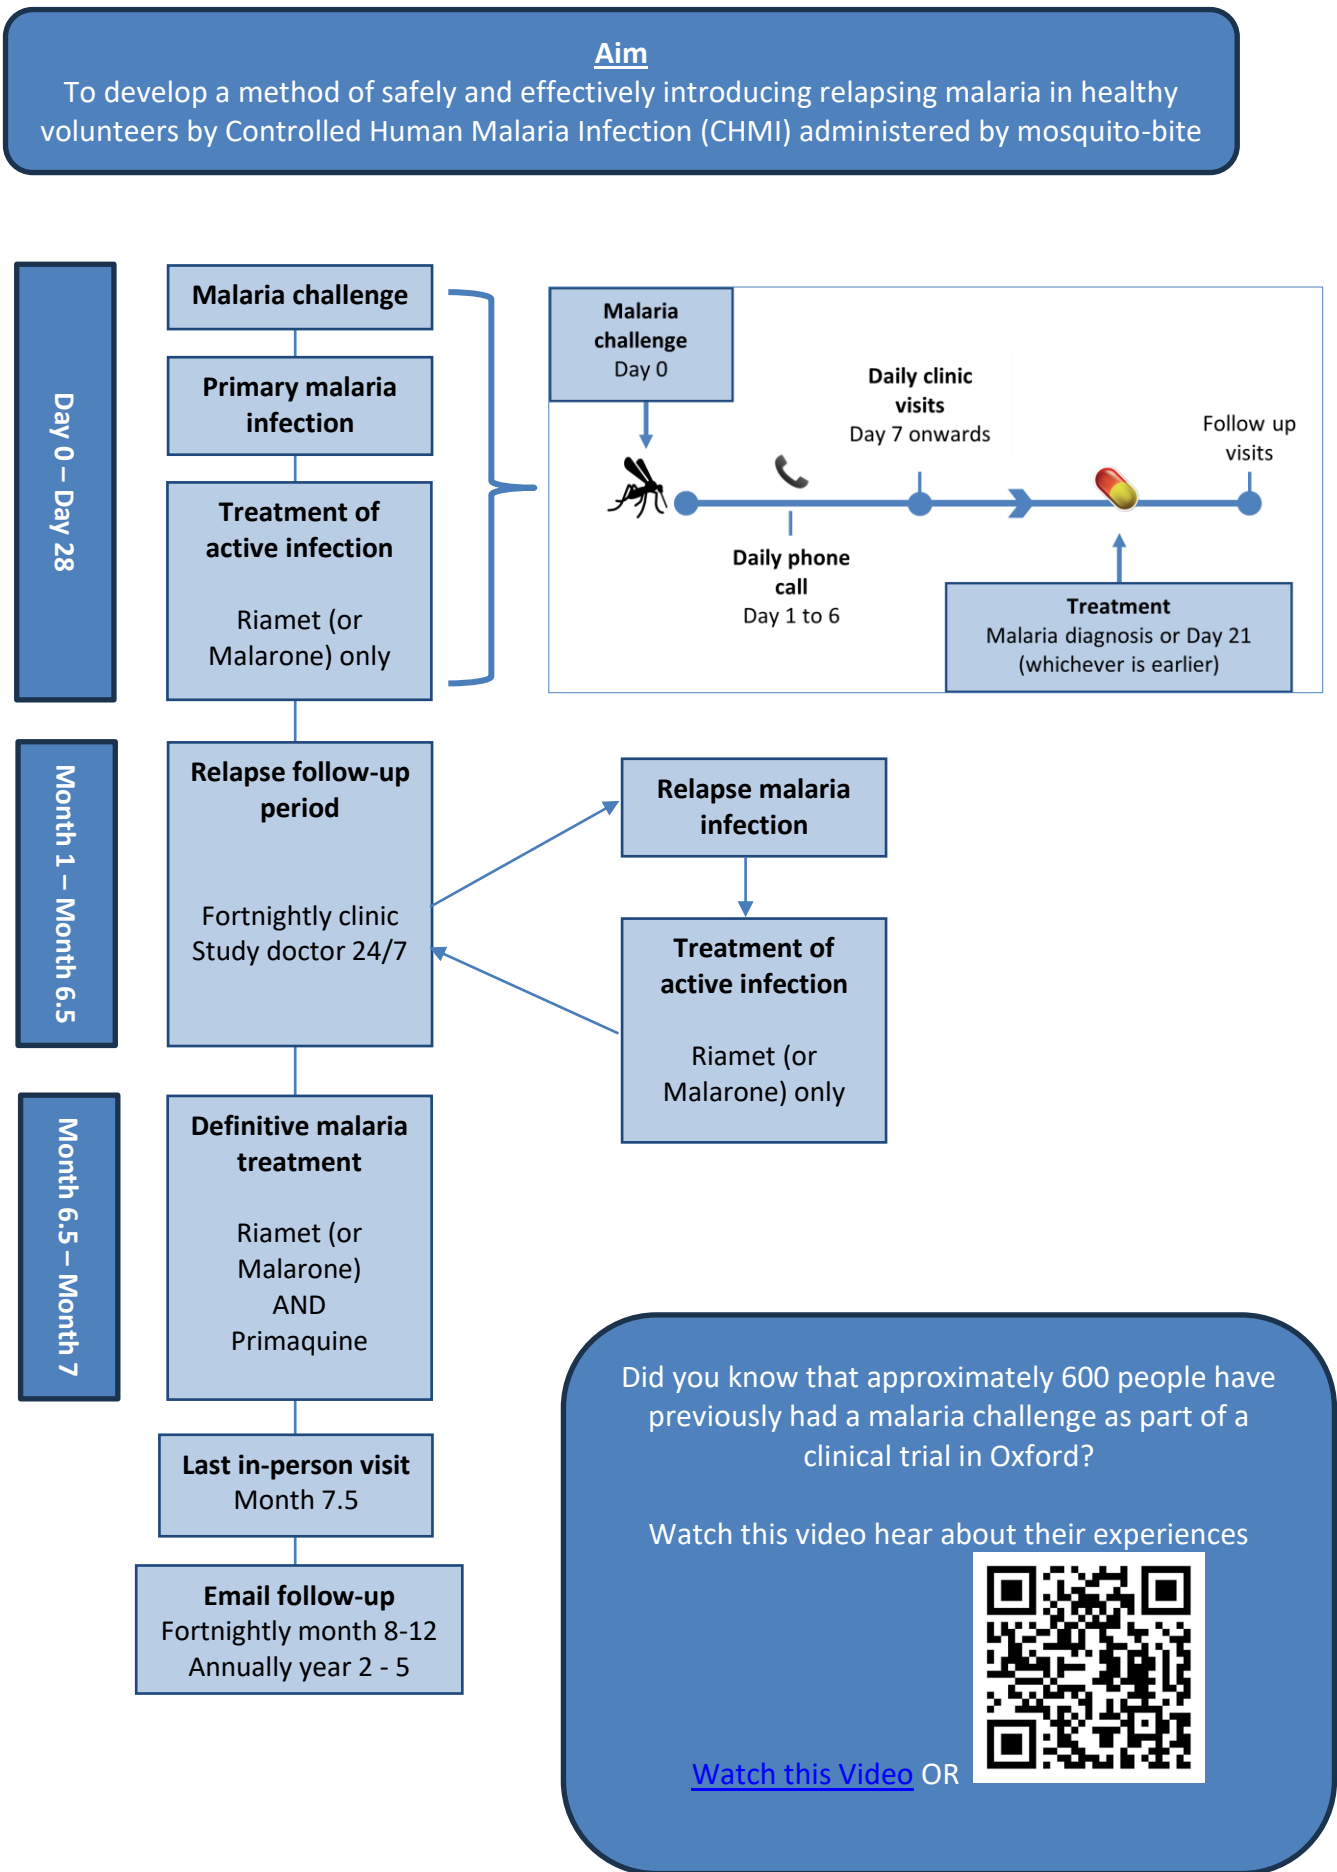 Aim
To develop a method of safely and effectively introducing relapsing malaria in healthy
volunteers by Controlled Human Malaria Infection (CHMI) administered by mosquito-bite
Day 0 – Day 28
Malaria challenge
Primary malaria
infection
Treatment of
active infection
Riamet (or
Malarone) only
Malaria
challenge
Day 0
Daily phone
call
Day 1 to 6
Daily clinic
visits
Day 7 onwards
Treatment
Malaria diagnosis or Day 21
(whichever is earlier)
Follow up
visits
Month 1 – Month 6.5
Relapse follow-up
period
Fortnightly clinic
Study doctor 24/7
Relapse malaria
infection
Treatment of
active infection
Riamet (or
Malarone) only
Month 6.5 – Month 7
Definitive malaria
treatment
Riamet (or
Malarone)
AND
Primaquine
Last in-person visit
Month 7.5
Email follow-up
Fortnightly month 8-12
Annually year 2 - 5
Did you know that approximately 600 people have
previously had a malaria challenge as part of a
clinical trial in Oxford?
Watch this video hear about their experiences
Watch this Video OR